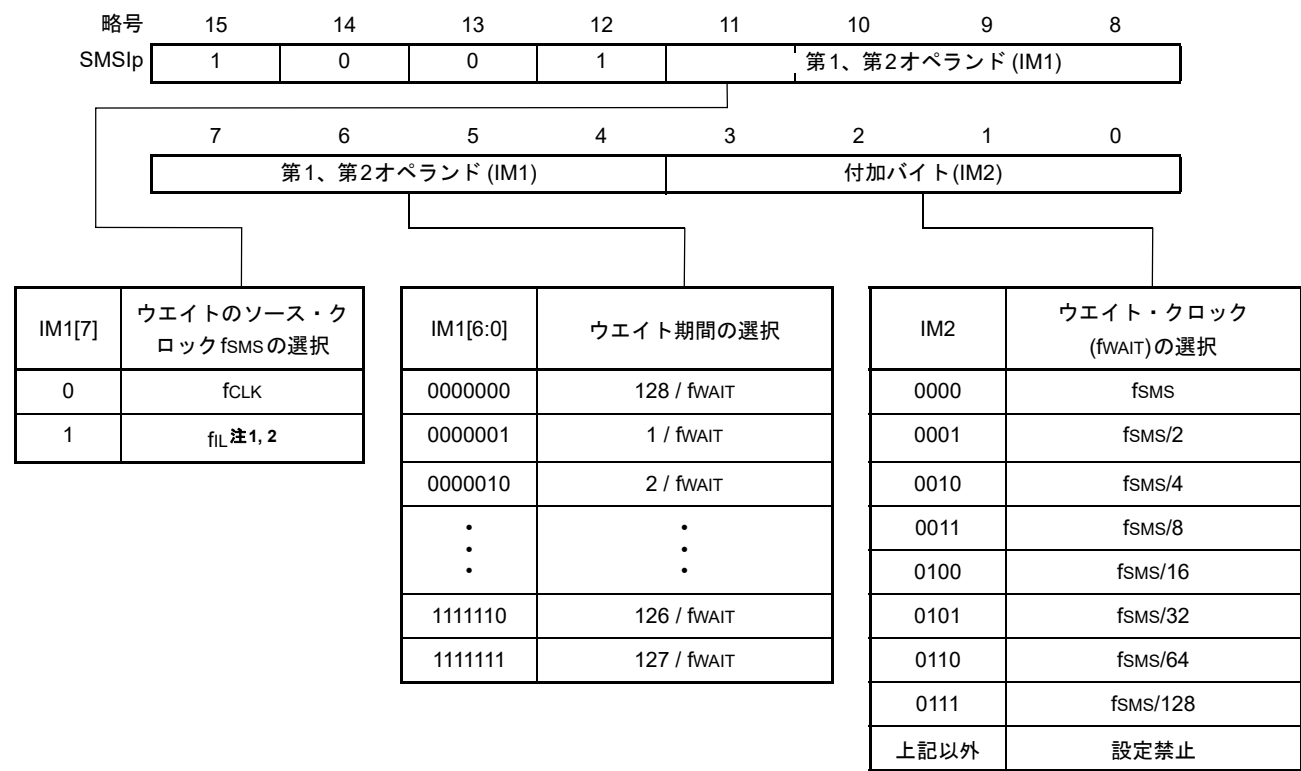 略号 15 14 13 12 11 10 9 8
SMSIp 1 0 0 1 第1、第2オペランド (IM1)
7 6 5 4 3 2 1 0
第1、第2オペランド (IM1) 付加バイト(IM2)
IM1[7] ウエイトのソース・ク
ロックfSMSの選択
0 fCLK
1 fIL注1, 2
IM1[6:0] ウエイト期間の選択
0000000 128 / fWAIT
0000001 1 / fWAIT
0000010 2 / fWAIT
・ ・
・ ・
・ ・
1111110 126 / fWAIT
1111111 127 / fWAIT
IM2 ウエイト・クロック
(fWAIT)の選択
0000 fSMS
0001 fSMS/2
0010 fSMS/4
0011 fSMS/8
0100 fSMS/16
0101 fSMS/32
0110 fSMS/64
0111 fSMS/128
上記以外 設定禁止